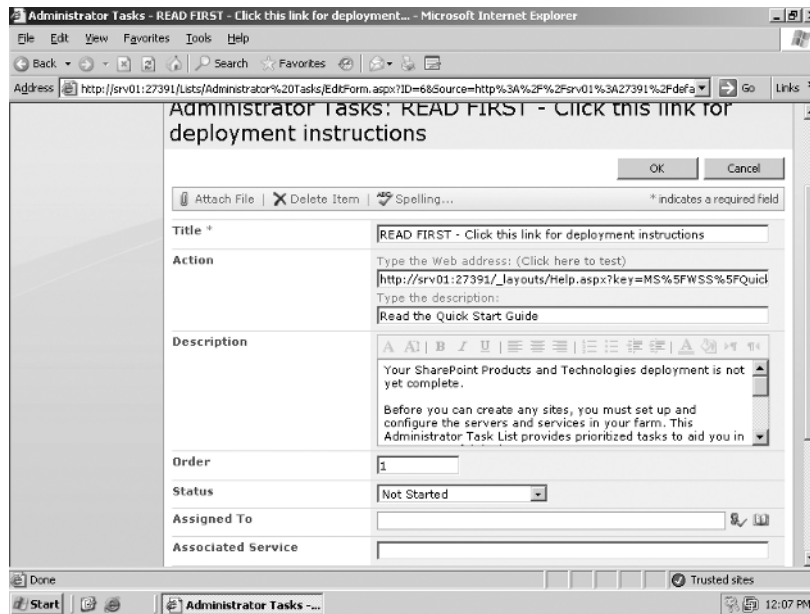 Administrator Tasks - READ FIRST - Click this link for deployment... - Microsoft Internet Explorer
File Edit View Favorites Tools Help
Back Search Favorites
Address http://srv01:27391/Lists/Administrator%20Tasks/EditForm.aspx?ID=6&Source=http%3A%2F%2Fsrv01%3A27391%2Fdefa Go Links
Administrator Tasks: READ FIRST - Click this link for
deployment instructions
OK Cancel
Attach File | Delete Item | Spelling... * indicates a required field
Title *
READ FIRST - Click this link for deployment instructions
Action
Type the Web address: (Click here to test)
http://srv01:27391/_layouts/Help.aspx?key=MS%5FWSS%5FQuick
Type the description:
Read the Quick Start Guide
Description
A A | B I U | A
Your SharePoint Products and Technologies deployment is not
yet complete.
Before you can create any sites, you must set up and
configure the servers and services in your farm. This
Administrator Task List provides prioritized tasks to aid you in
Order
1
Status
Not Started
Assigned To
Associated Service
Done Trusted sites
Start Administrator Tasks -... 12:07 PM